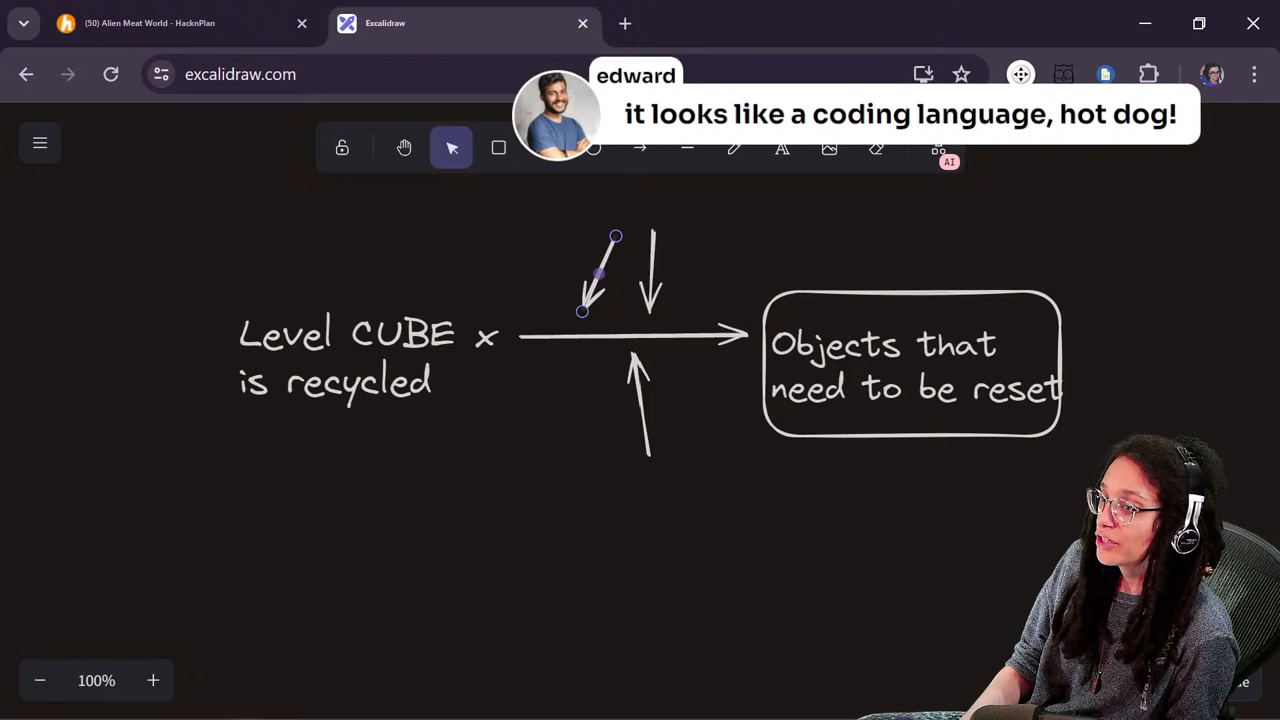 (50) Alien Meat World - HacknPlan
Excalidraw
excalidraw.com
edward
it looks like a coding language, hot dog!
A
AI
Level CUBE x
is recycled
Objects that
need to be reset
100%